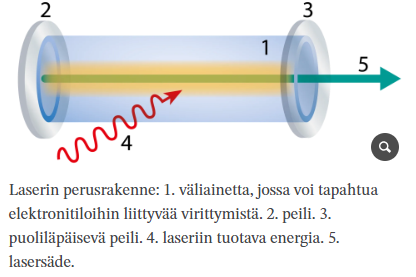 2
3
1
5
4
Laserin perusrakenne: 1. väliainetta, jossa voi tapahtua
elektronitiloihin liittyvää virittymistä. 2. peili. 3.
puoliläpäisevä peili. 4. laseriin tuotava energia. 5.
lasersäde.